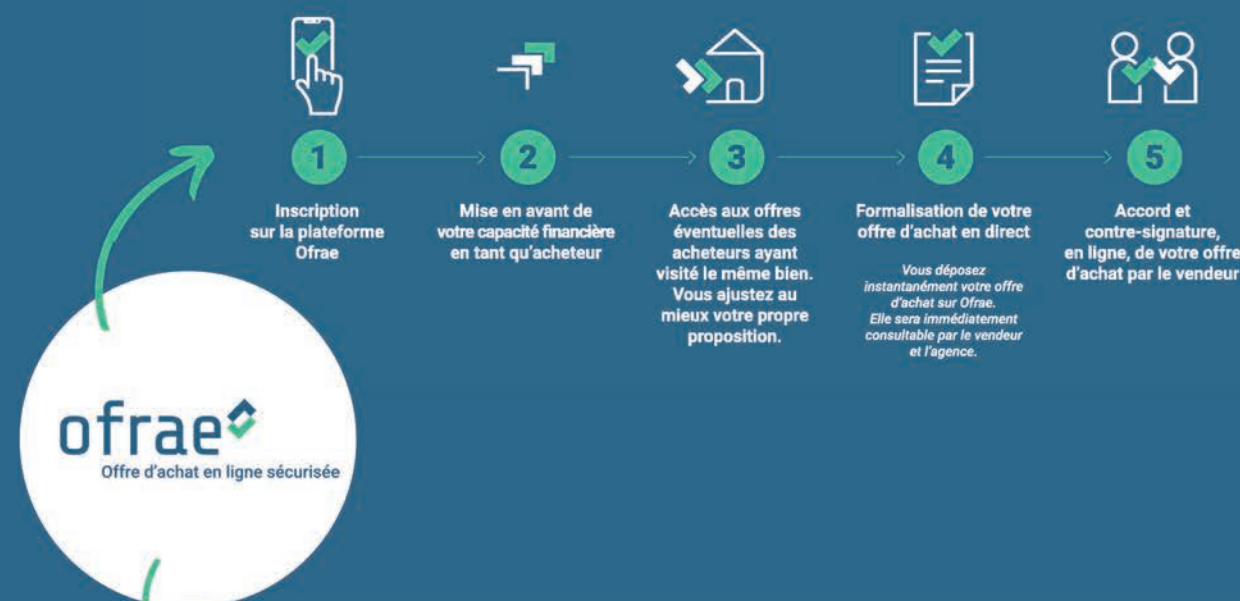 1
Inscription
sur la plateforme
Ofrae
2
Mise en avant de
votre capacité financière
en tant qu'acheteur
3
Accès aux offres
éventuelles des
acheteurs ayant
visité le même bien.
Vous ajustez au
mieux votre propre
proposition.
4
Formalisation de votre
offre d'achat en direct
Vous déposez
instantanément votre offre
d'achat sur Ofrae.
Elle sera immédiatement
consultable par le vendeur
et l'agence.
5
Accord et
contre-signature,
en ligne, de votre offre
d'achat par le vendeur
ofrae
Offre d'achat en ligne sécurisée